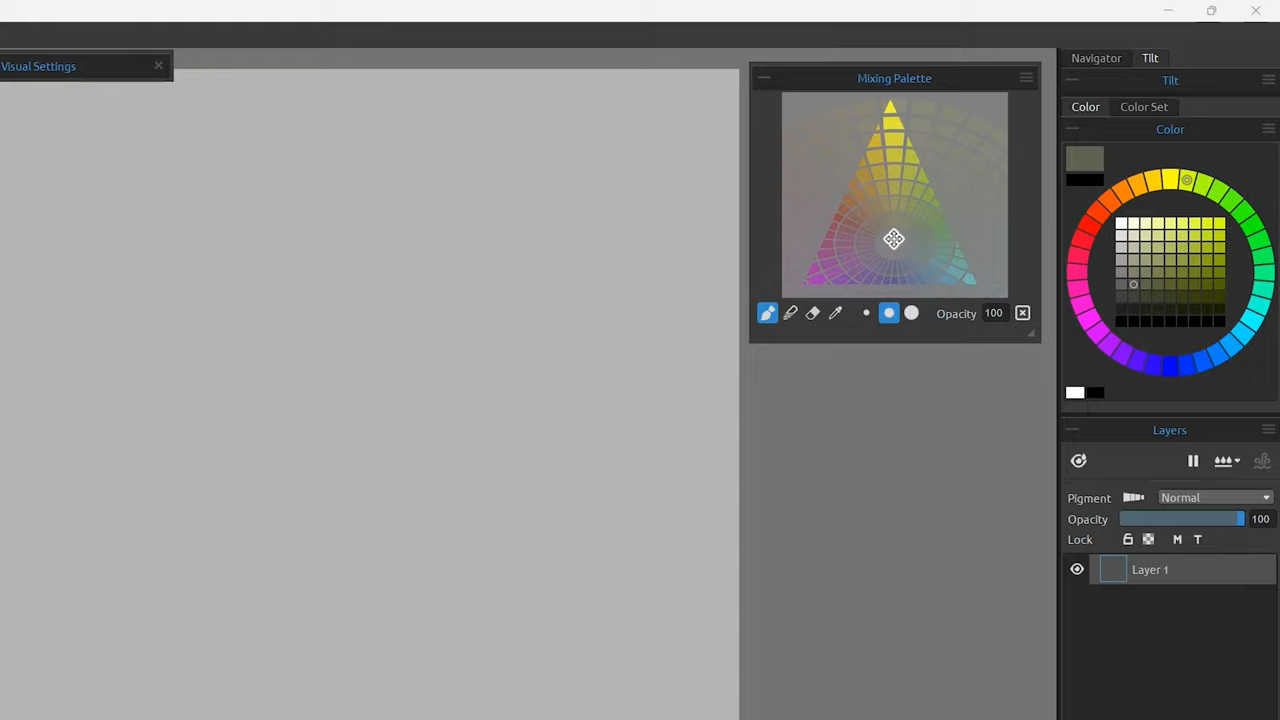 Visual Settings
Mixing Palette
Opacity 100
Navigator Tilt
Tilt
Color Color Set
Color
Layers
Pigment Normal
Opacity 100
Lock M T
Layer 1